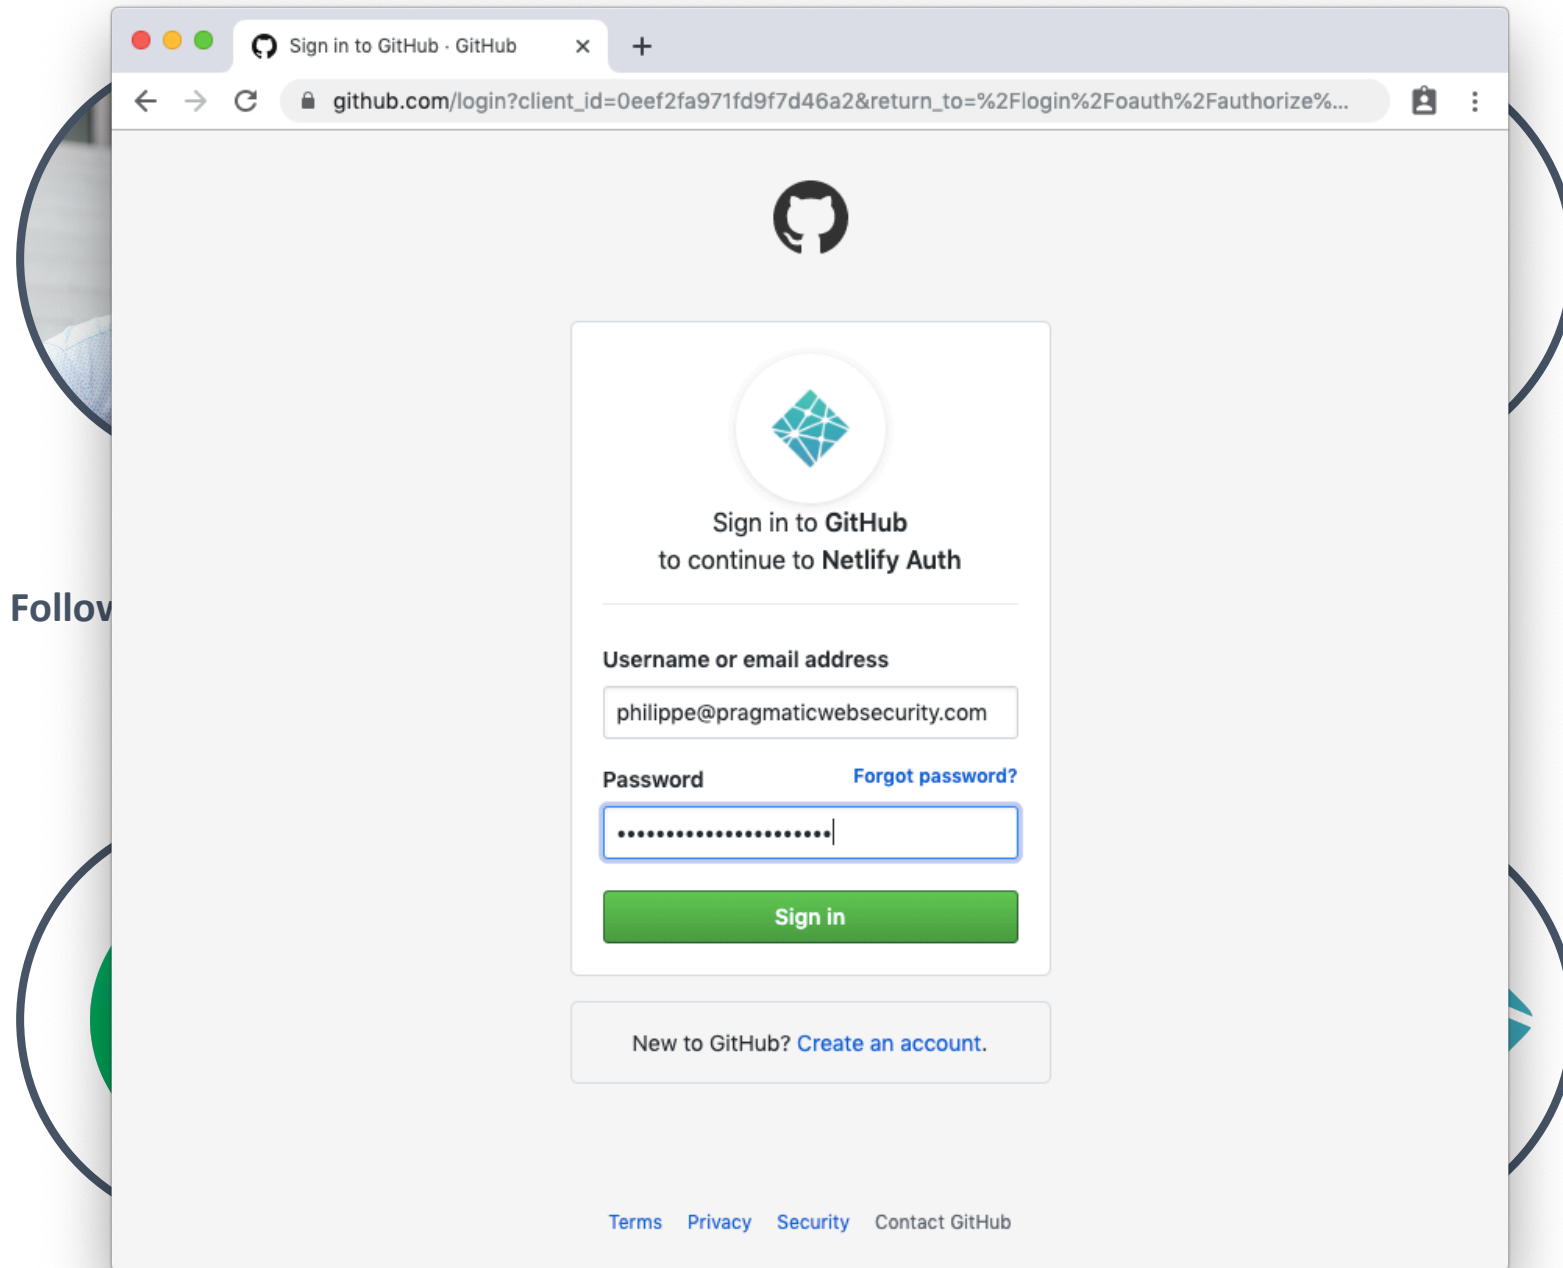 Sign in to GitHub · GitHub
github.com/login?client_id=0eef2fa971fd9f7d46a2&return_to=%2Flogin%2Foauth%2Fauthorize%...
Sign in to GitHub
to continue to Netlify Auth
Username or email address
philippe@pragmaticwebsecurity.com
Password Forgot password?
Sign in
New to GitHub? Create an account.
Terms Privacy Security Contact GitHub